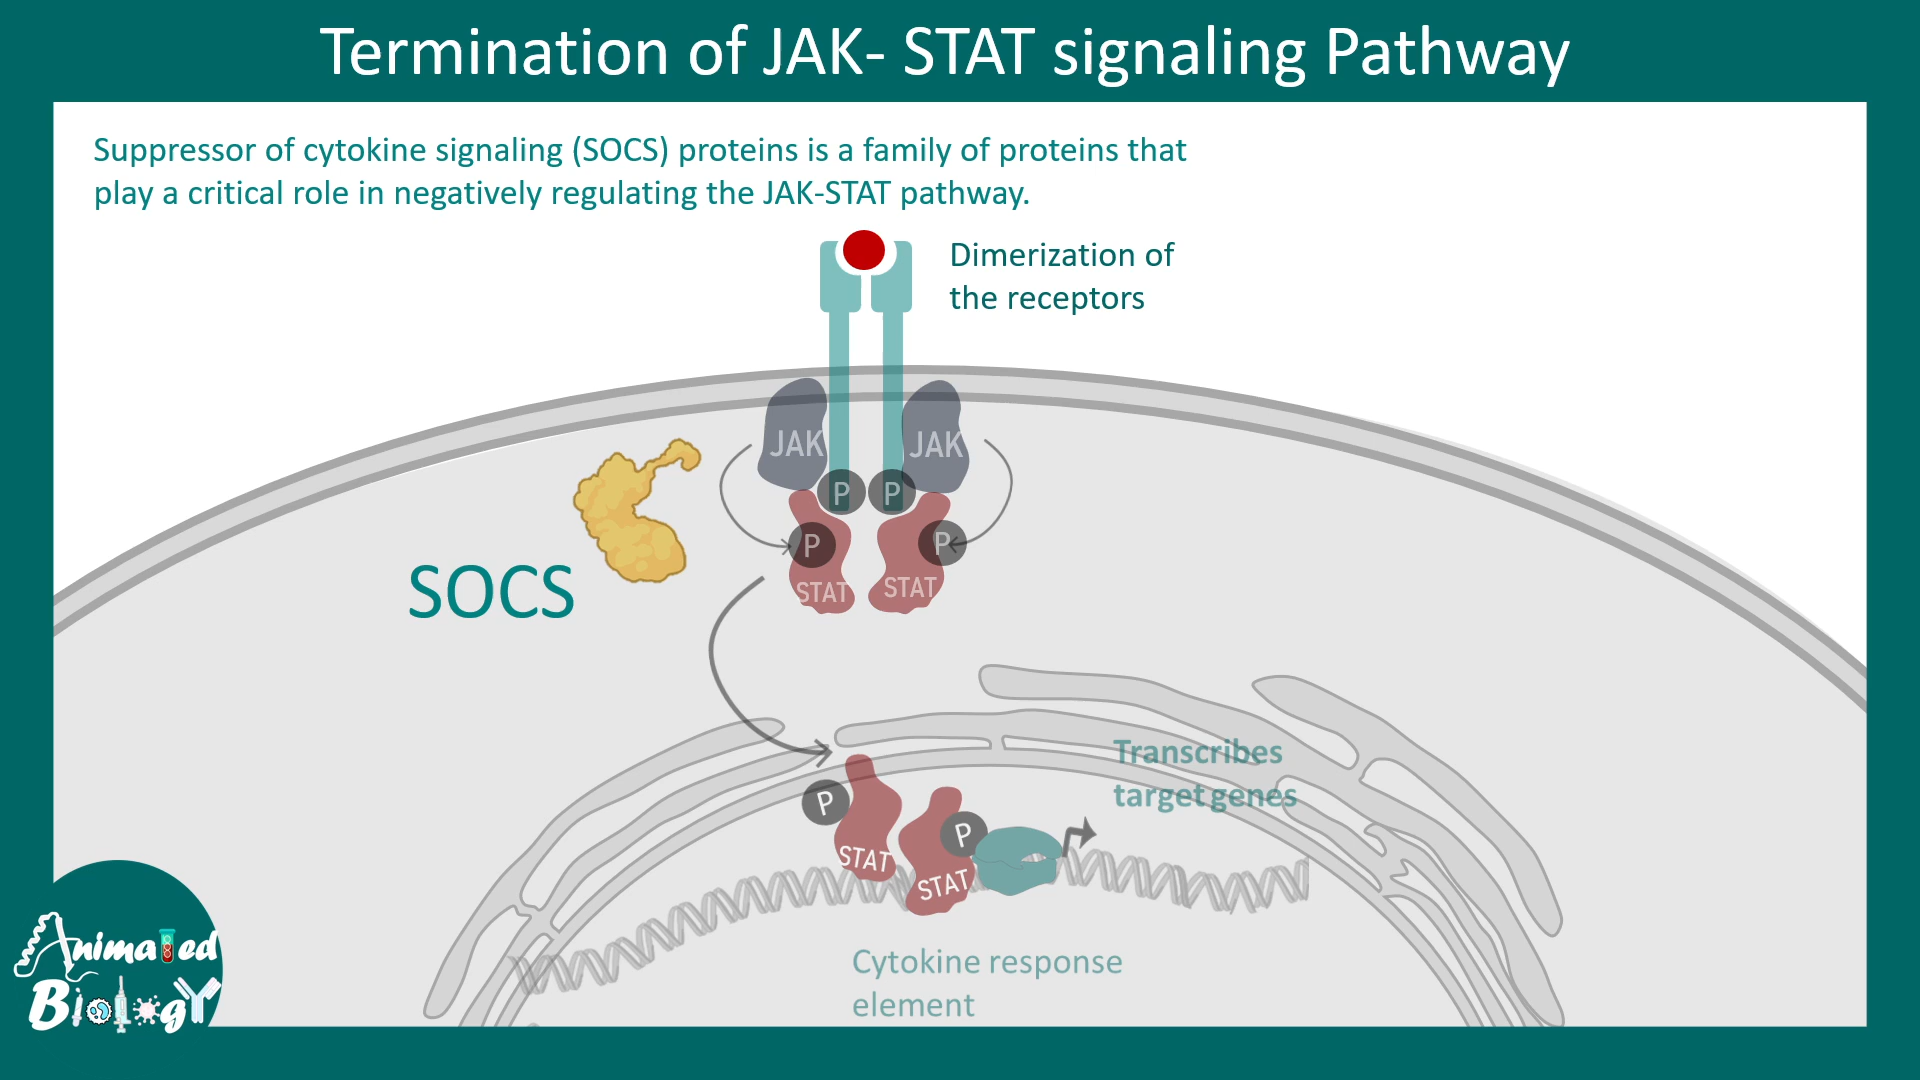 Termination of JAK- STAT signaling Pathway
Suppressor of cytokine signaling (SOCS) proteins is a family of proteins that
play a critical role in negatively regulating the JAK-STAT pathway.
Dimerization of
the receptors
JAK
JAK
P
P
P
P
STAT
STAT
SOCS
Transcribes
target genes
P
P
STAT
STAT
Cytokine response
element
Animated
Biology